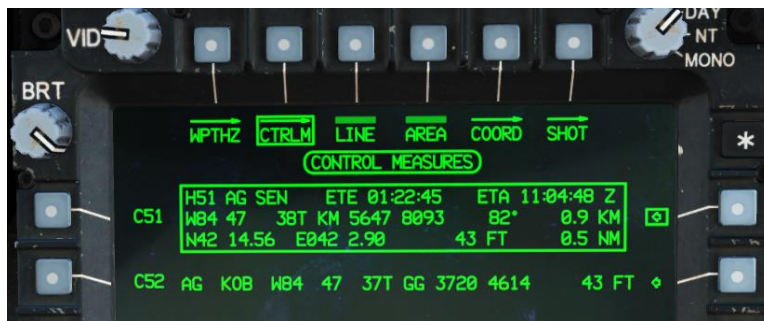 VID
DAY
NT
MONO
BRT
WPTHZ CTRLM LINE AREA COORD SHOT
CONTROL MEASURES
H51 AG SEN ETE 01:22:45 ETA 11:04:48 Z
C51 W84 47 38T KM 5647 8093 82° 0.9 KM
N42 14.56 E042 2.90 43 FT 0.5 NM
C52 AG KOB W84 47 37T GG 3720 4614 43 FT
*